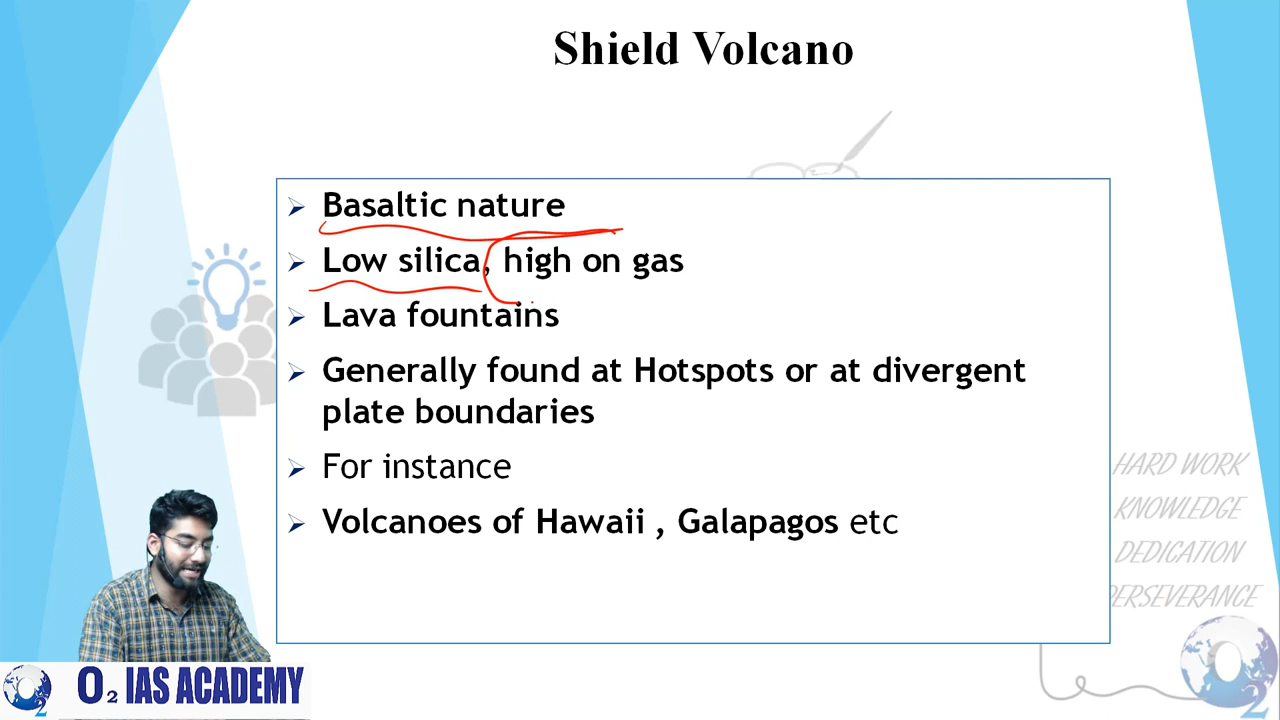 Shield Volcano
Basaltic nature
Low silica, high on gas
Lava fountains
Generally found at Hotspots or at divergent
plate boundaries
For instance
Volcanoes of Hawaii , Galapagos etc
HARD WORK
KNOWLEDGE
DEDICATION
PERSEVERANCE
O2 IAS ACADEMY
O2